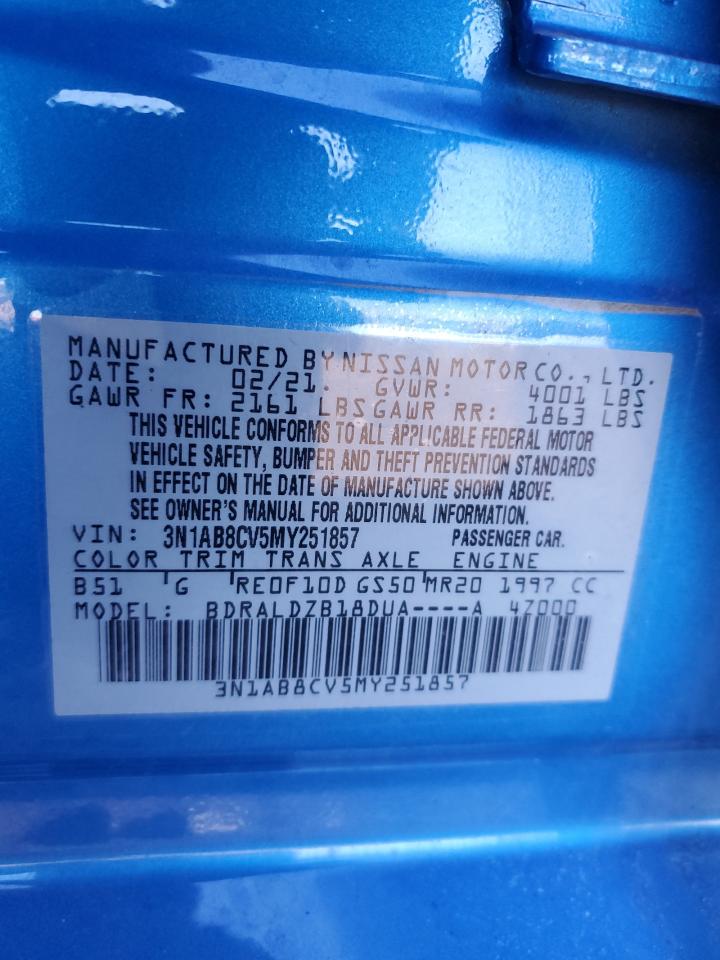 MANUFACTURED BY NISSAN MOTOR CO., LTD.
DATE: 02/21. GVWR: 4001 LBS
GAWR FR: 2161 LBS GAWR RR: 1863 LBS
THIS VEHICLE CONFORMS TO ALL APPLICABLE FEDERAL MOTOR
VEHICLE SAFETY, BUMPER AND THEFT PREVENTION STANDARDS
IN EFFECT ON THE DATE OF MANUFACTURE SHOWN ABOVE.
SEE OWNER'S MANUAL FOR ADDITIONAL INFORMATION.
VIN: 3N1AB8CV5MY251857 PASSENGER CAR.
COLOR TRIM TRANS AXLE ENGINE
B51 'G 'RE0F10D GS50'MR20 1997 CC
MODEL: BDRALDZB18DUA----A 4Z000
3N1AB8CV5MY251857